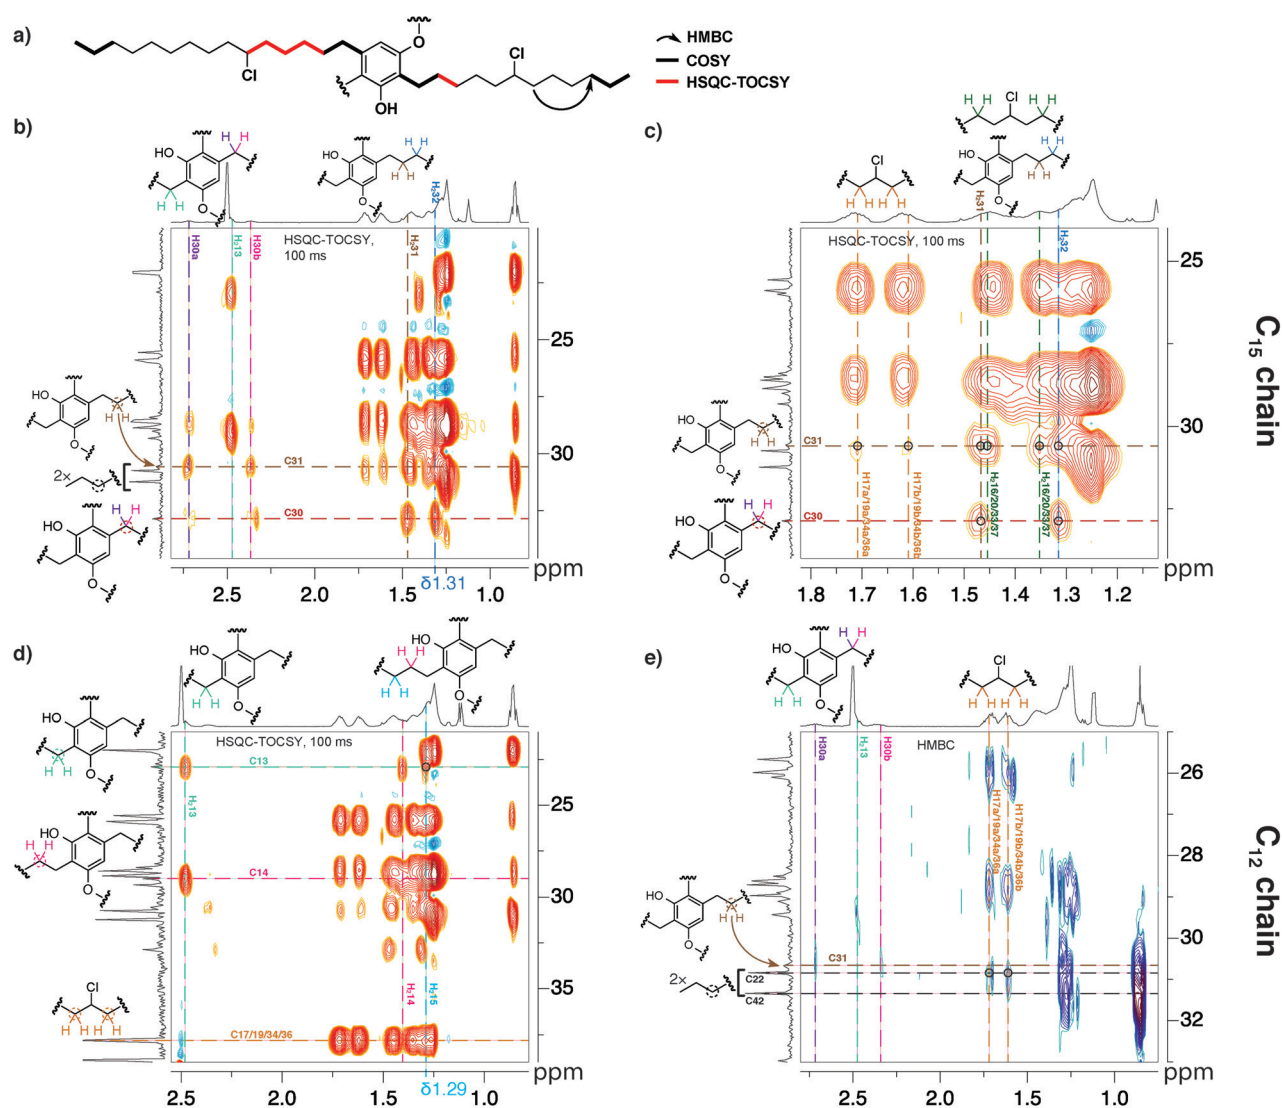 a)
O
Cl
Cl
OH
HMBC
COSY
HSQC-TOCSY
b)
H H
HO
H H
O
HO
H H
H H
O
H30a
H₂13
H30b
H₂31
H₂32
HSQC-TOCSY,
100 ms
HO
H H
O
C31
2x
H H
HO
O
C30
25
30
ppm
2.5
2.0
1.5
1.0
δ1.31
c)
Cl
H H
H H
Cl
H H
H H
HO
H H
H H
O
H₂31
H₂32
HSQC-TOCSY, 100 ms
HO
H H
O
C31
H H
HO
O
C30
H17a/19a/34a/36a
H17b/19b/34b/36b
H₂16/20/33/37
H₂16/20/33/37
25
30
ppm
1.8
1.7
1.6
1.5
1.4
1.3
1.2
C₁₅ chain
d)
HO
H H
O
HO
H H
H H
O
HSQC-TOCSY, 100 ms
HO
H H
O
C13
H₂13
HO
H H
O
C14
H₂14
H₂15
Cl
H H
H H
C17/19/34/36
25
30
35
ppm
2.5
2.0
1.5
1.0
δ1.29
e)
H H
HO
H H
O
Cl
H H
H H
H30a
H₂13
H30b
HMBC
H17a/19a/34a/36a
H17b/19b/34b/36b
HO
H H
O
C31
2x
C22
C42
26
28
30
32
ppm
2.5
2.0
1.5
1.0
C₁₂ chain